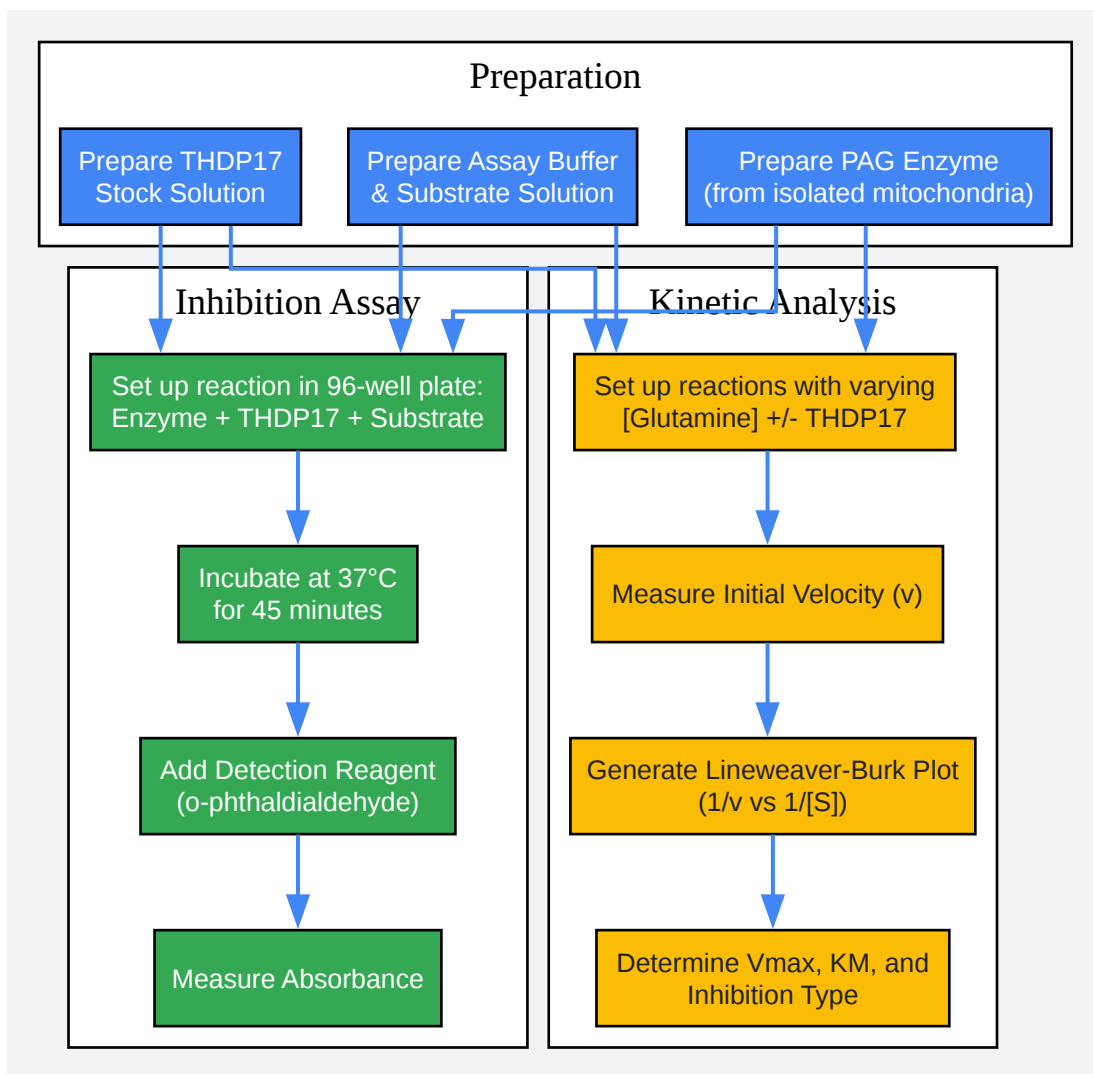 Preparation
Prepare THDP17
Stock Solution
Prepare Assay Buffer
& Substrate Solution
Prepare PAG Enzyme
(from isolated mitochondria)
Inhibition Assay
Set up reaction in 96-well plate:
Enzyme + THDP17 + Substrate
Incubate at 37°C
for 45 minutes
Add Detection Reagent
(o-phthaldialdehyde)
Measure Absorbance
Kinetic Analysis
Set up reactions with varying
[Glutamine] +/- THDP17
Measure Initial Velocity (v)
Generate Lineweaver-Burk Plot
(1/v vs 1/[S])
Determine Vmax, KM, and
Inhibition Type